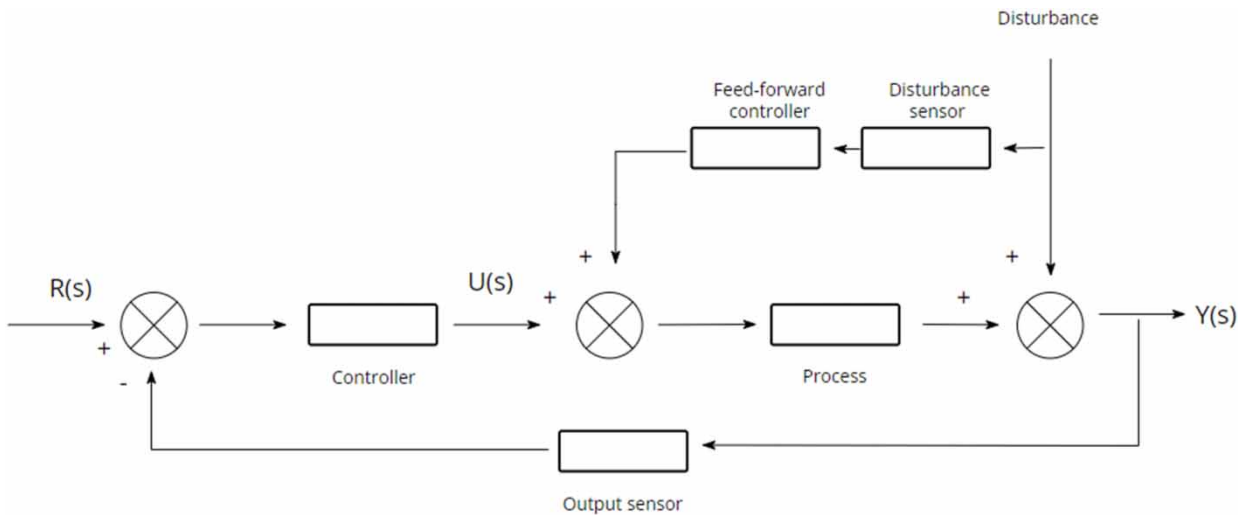 Disturbance
Feed-forward
controller
Disturbance
sensor
+
+
R(s)
U(s)
+
+
Y(s)
+
-
Controller
Process
Output sensor